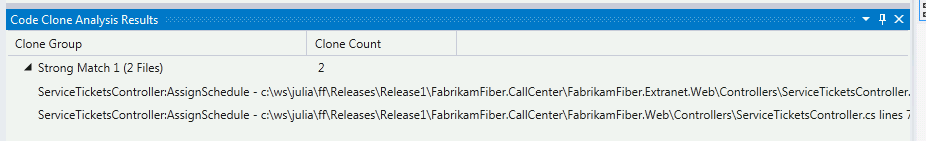 Code Clone Analysis Results
Clone Group Clone Count
Strong Match 1 (2 Files) 2
ServiceTicketsController:AssignSchedule - c:\ws\julia\ff\Releases\Release1\FabrikamFiber.CallCenter\FabrikamFiber.Extranet.Web\Controllers\ServiceTicketsController.
ServiceTicketsController:AssignSchedule - c:\ws\julia\ff\Releases\Release1\FabrikamFiber.CallCenter\FabrikamFiber.Web\Controllers\ServiceTicketsController.cs lines 7